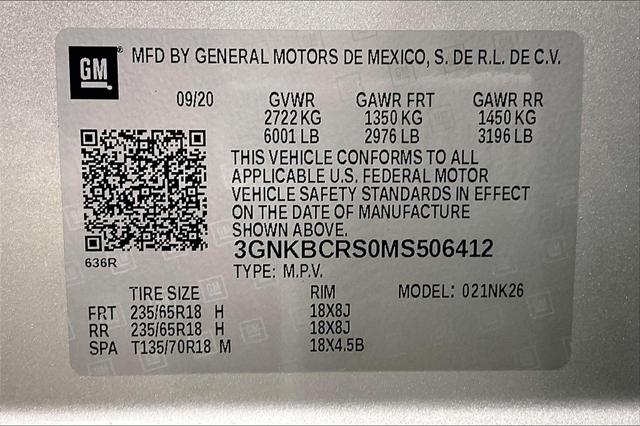 GM ® MFD BY GENERAL MOTORS DE MEXICO, S. DE R.L. DE C.V.
09/20 GVWR GAWR FRT GAWR RR
2722 KG 1350 KG 1450 KG
6001 LB 2976 LB 3196 LB
THIS VEHICLE CONFORMS TO ALL
APPLICABLE U.S. FEDERAL MOTOR
VEHICLE SAFETY STANDARDS IN EFFECT
ON THE DATE OF MANUFACTURE
SHOWN ABOVE.
3GNKBCRS0MS506412
636R
TYPE: M.P.V.
TIRE SIZE RIM MODEL: 021NK26
FRT 235/65R18 H 18X8J
RR 235/65R18 H 18X8J
SPA T135/70R18 M 18X4.5B